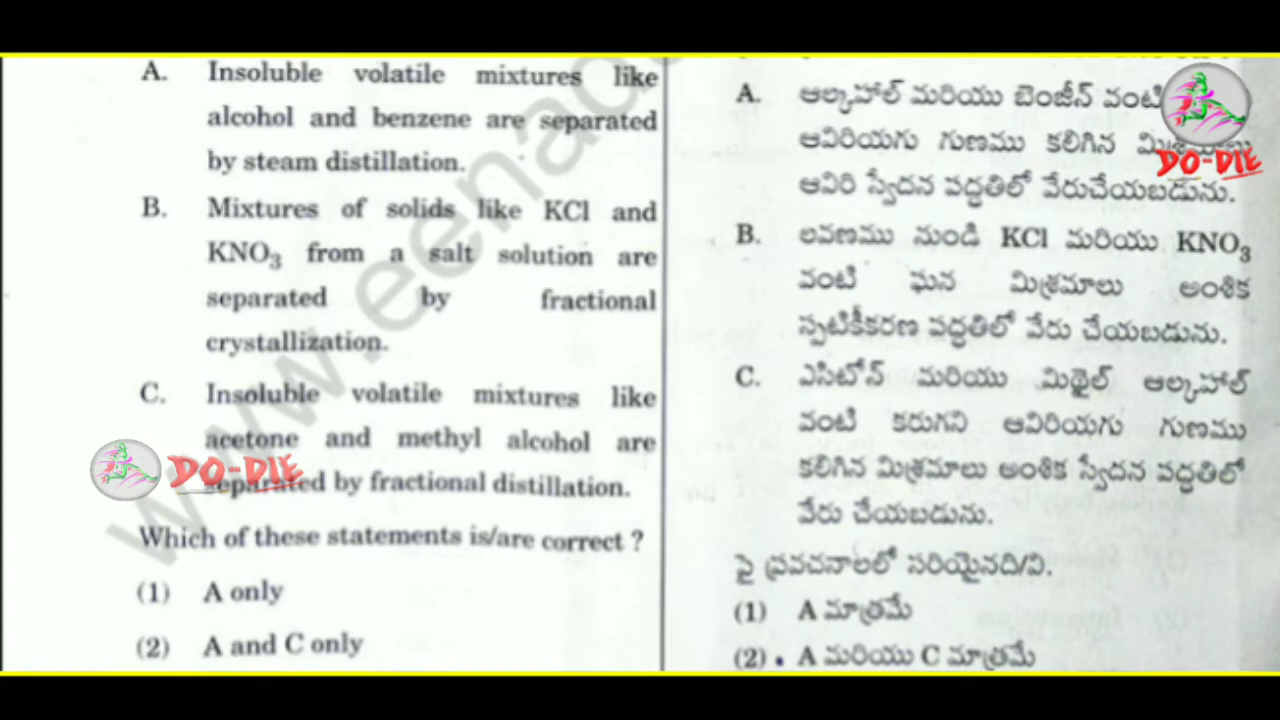 A. Insoluble volatile mixtures like
alcohol and benzene are separated
by steam distillation.
B. Mixtures of solids like KCl and
KNO₃ from a salt solution are
separated by fractional
crystallization.
C. Insoluble volatile mixtures like
acetone and methyl alcohol are
separated by fractional distillation.
Which of these statements is/are correct ?
(1) A only
(2) A and C only
A. ఆల్కహాల్ మరియు బెంజీన్ వంటి
ఆవిరియగు గుణము కలిగిన మిశ్రమాలు
ఆవిరి స్వేదన పద్ధతిలో వేరుచేయబడును.
B. లవణము నుండి KCl మరియు KNO₃
వంటి ఘన మిశ్రమాలు అంశిక
స్పటికీకరణ పద్ధతిలో వేరు చేయబడును.
C. ఎసిటోన్ మరియు మిథైల్ ఆల్కహాల్
వంటి కరుగని ఆవిరియగు గుణము
కలిగిన మిశ్రమాలు అంశిక స్వేదన పద్ధతిలో
వేరు చేయబడును.
పై ప్రవచనాలలో సరియైనది/వి.
(1) A మాత్రమే
(2) A మరియు C మాత్రమే
DO-DIE
DO-DIE
www.eenad